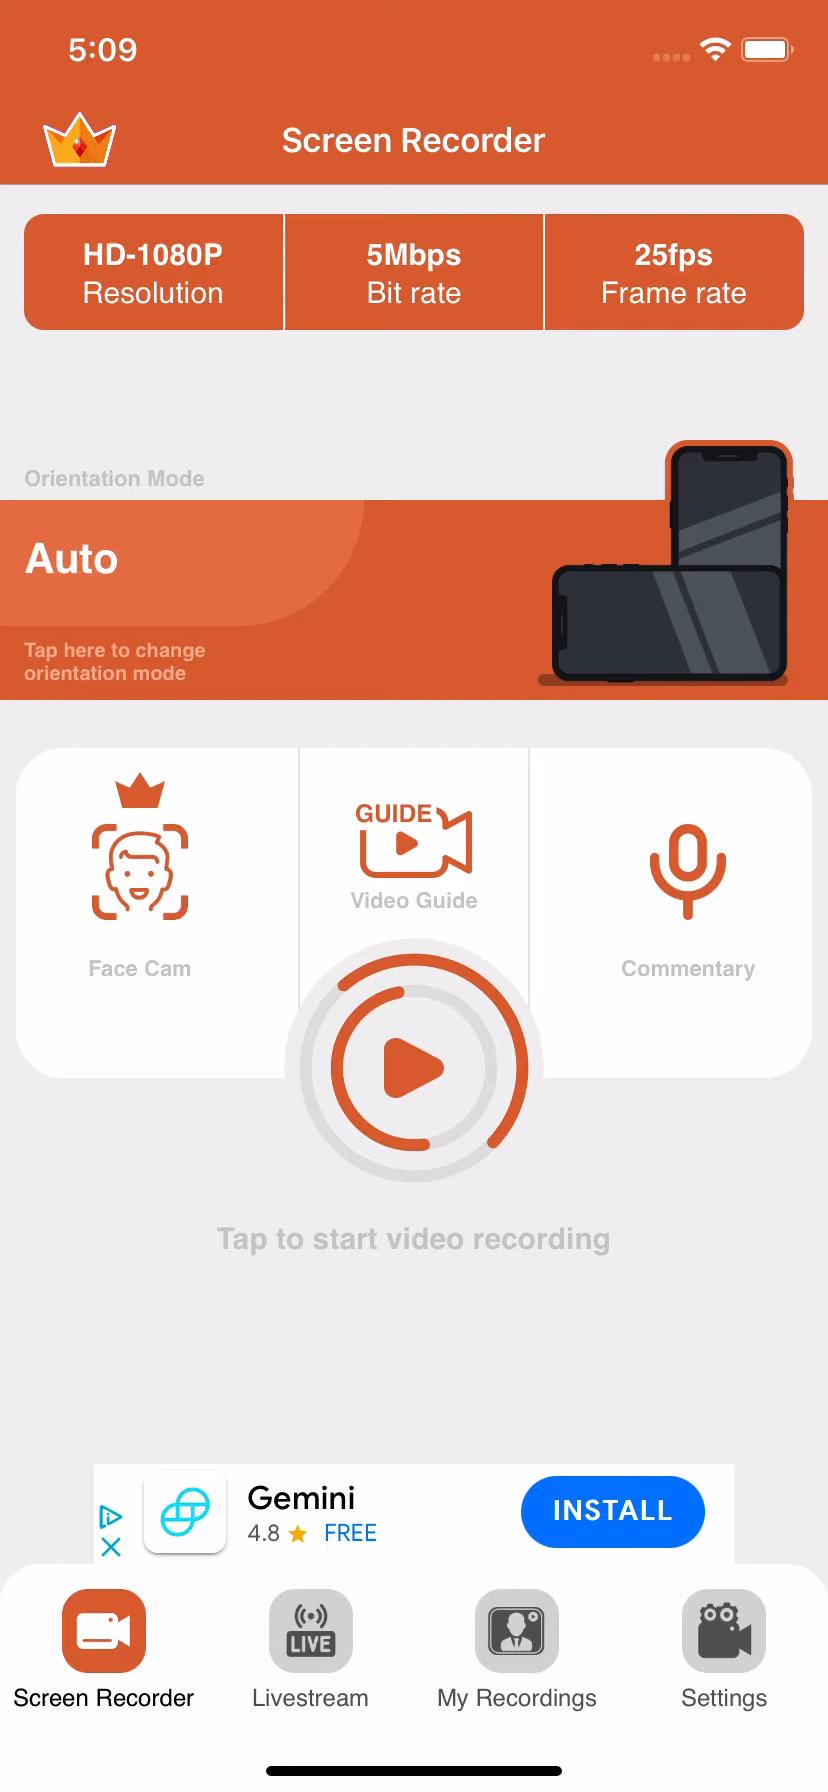 5:09
Screen Recorder
HD-1080P
Resolution
5Mbps
Bit rate
25fps
Frame rate
Orientation Mode
Auto
Tap here to change
orientation mode
GUIDE
Video Guide
Face Cam
Commentary
Tap to start video recording
Gemini
4.8 FREE
INSTALL
LIVE
Screen Recorder
Livestream
My Recordings
Settings